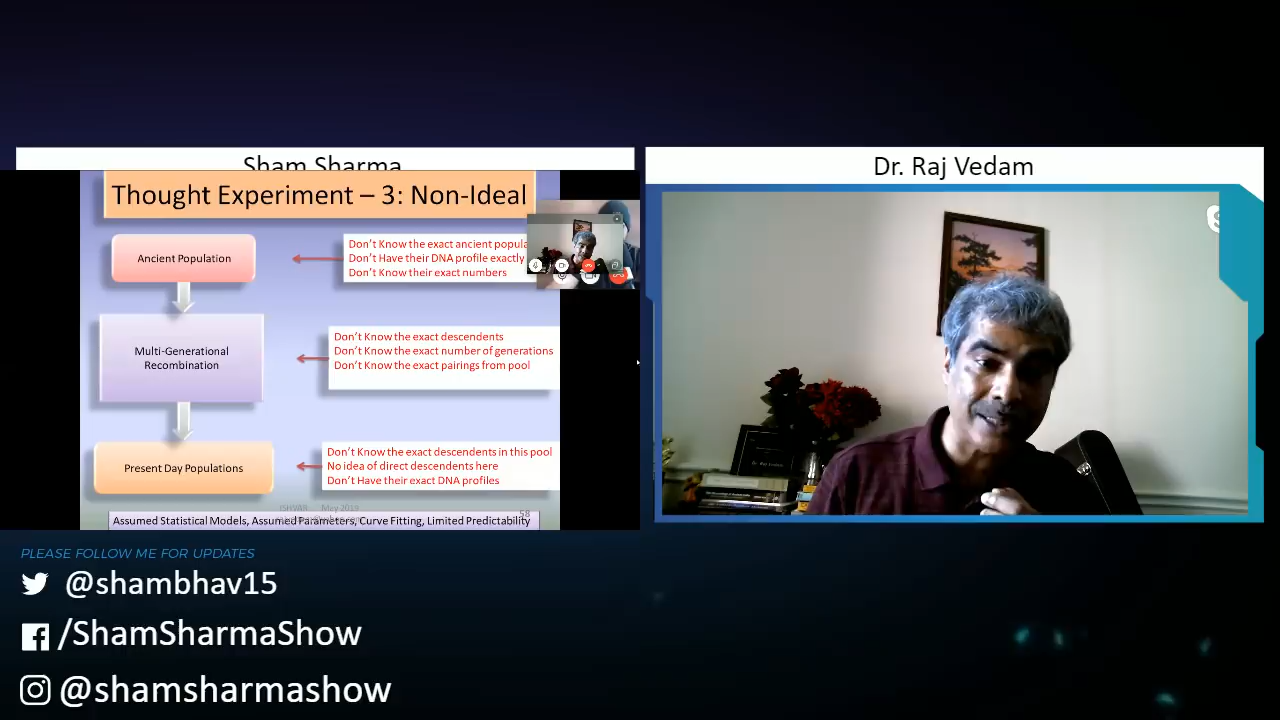 Sham Sharma
Dr. Raj Vedam
Thought Experiment – 3: Non-Ideal
Ancient Population
Don't Know the exact ancient popula
Don't Have their DNA profile exactly
Don't Know their exact numbers
Multi-Generational
Recombination
Don't Know the exact descendents
Don't Know the exact number of generations
Don't Know the exact pairings from pool
Present Day Populations
Don't Know the exact descendents in this pool
No idea of direct descendents here
Don't Have their exact DNA profiles
ISHVAR May 2019
58
Assumed Statistical Models, Assumed Parameters, Curve Fitting, Limited Predictability
PLEASE FOLLOW ME FOR UPDATES
@shambhav15
/ShamSharmaShow
@shamsharmashow